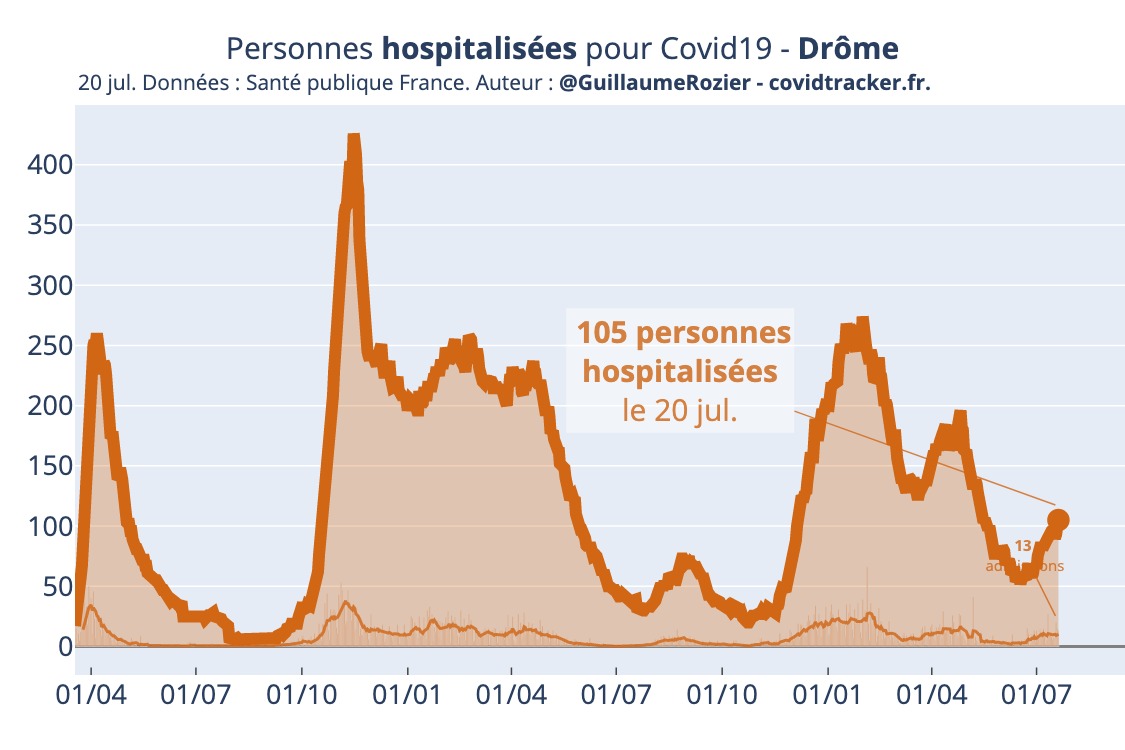 Personnes hospitalisées pour Covid19 - Drôme
20 jul. Données : Santé publique France. Auteur : @GuillaumeRozier - covidtracker.fr.
400
350
300
250
200
150
100
50
0
105 personnes
hospitalisées
le 20 jul.
13
admissions
01/04 01/07 01/10 01/01 01/04 01/07 01/10 01/01 01/04 01/07